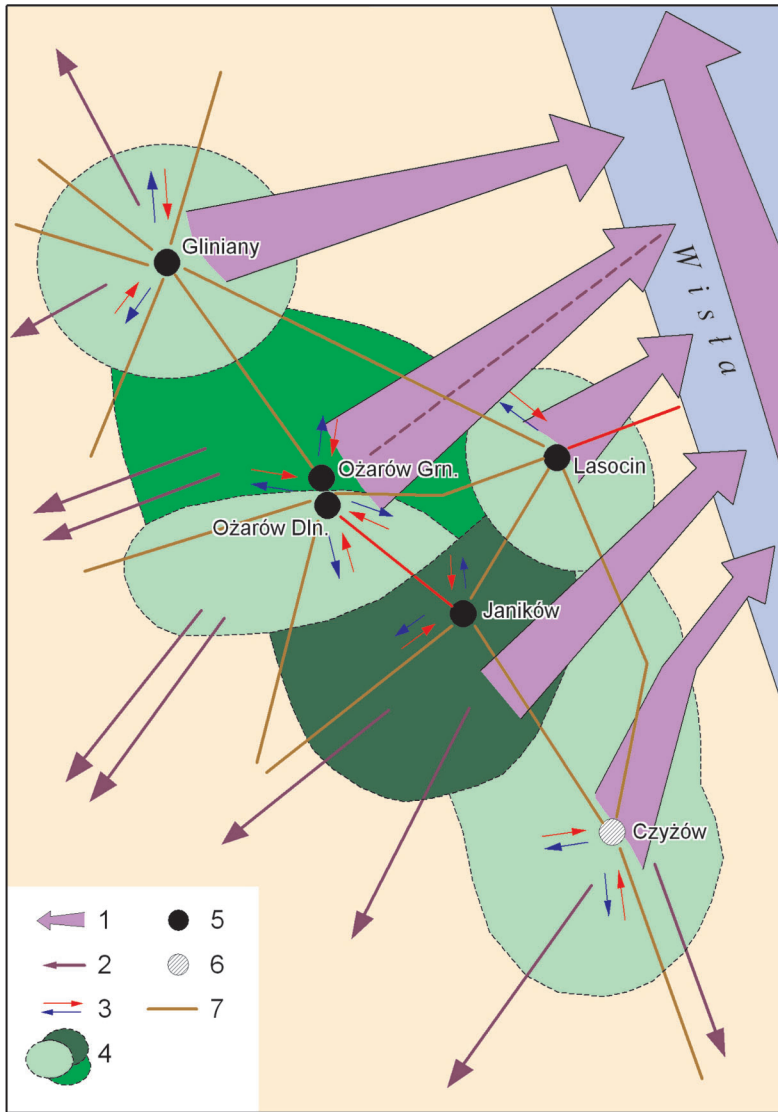 Gliniany
Wisła
Ożarów Grn.
Lasocin
Ożarów Dln.
Janików
Czyżów
1
2
3
4
5
6
7